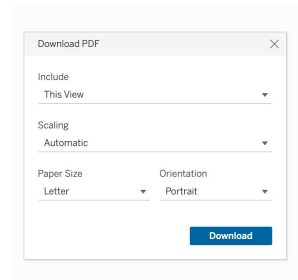 Download PDF
Include
This View
Scaling
Automatic
Paper Size Orientation
Letter Portrait
Download